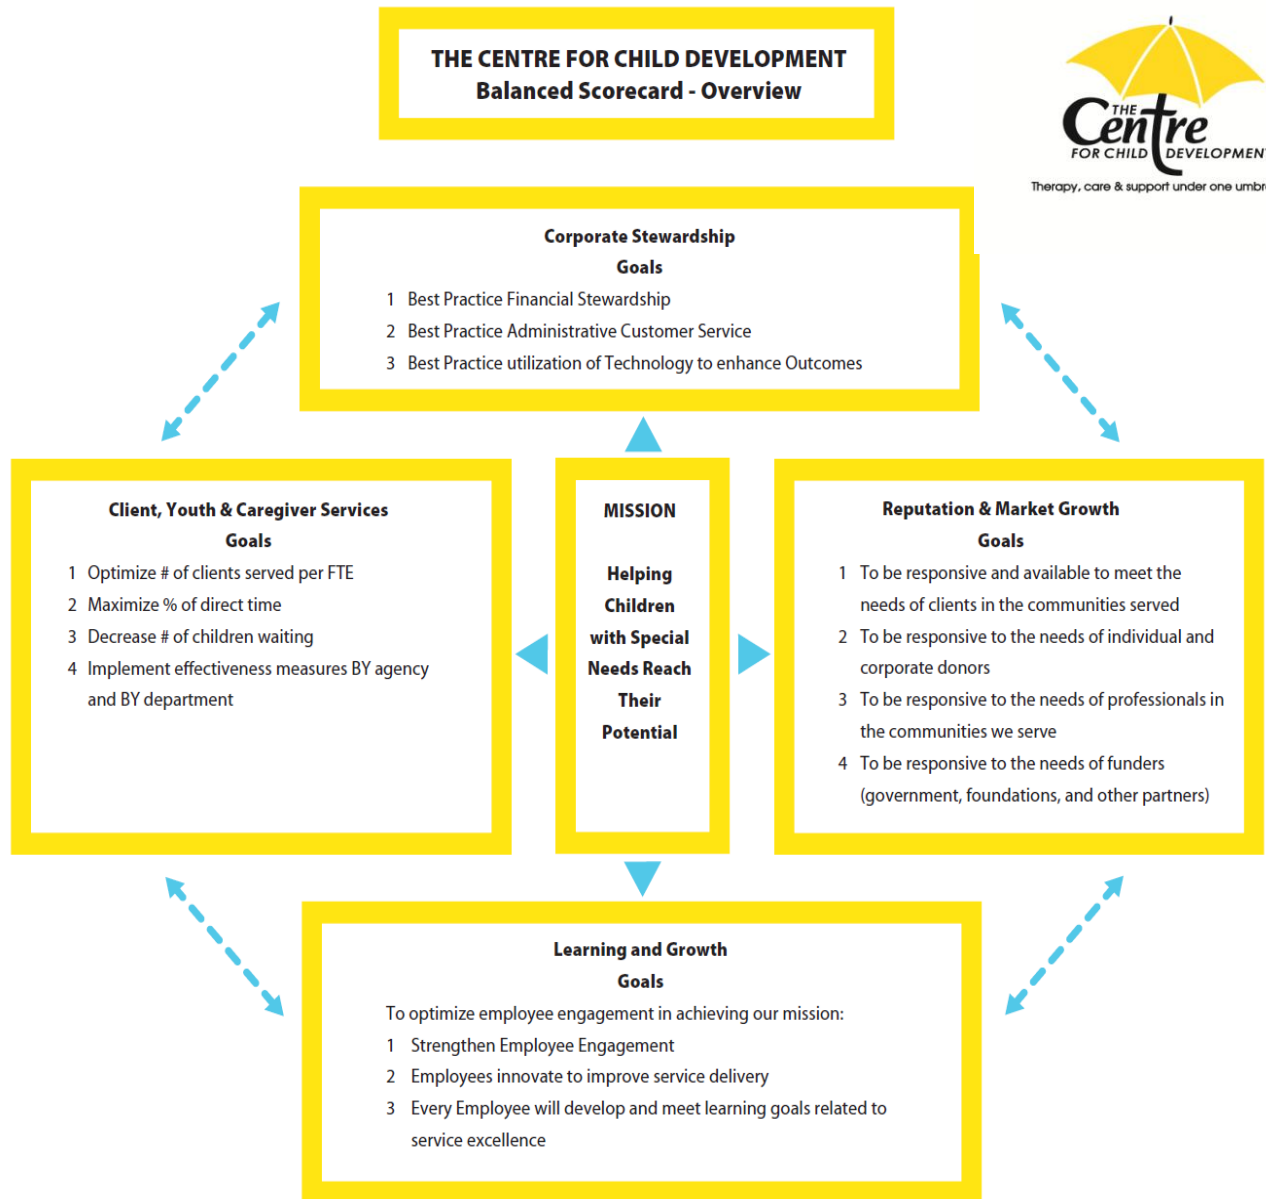 THE CENTRE FOR CHILD DEVELOPMENT
Balanced Scorecard - Overview
THE
Centre
FOR CHILD DEVELOPMEN
Therapy, care & support under one umbr
Corporate Stewardship
Goals
1 Best Practice Financial Stewardship
2 Best Practice Administrative Customer Service
3 Best Practice utilization of Technology to enhance Outcomes
Client, Youth & Caregiver Services
Goals
1 Optimize # of clients served per FTE
2 Maximize % of direct time
3 Decrease # of children waiting
4 Implement effectiveness measures BY agency
and BY department
MISSION
Helping
Children
with Special
Needs Reach
Their
Potential
Reputation & Market Growth
Goals
1 To be responsive and available to meet the
needs of clients in the communities served
2 To be responsive to the needs of individual and
corporate donors
3 To be responsive to the needs of professionals in
the communities we serve
4 To be responsive to the needs of funders
(government, foundations, and other partners)
Learning and Growth
Goals
To optimize employee engagement in achieving our mission:
1 Strengthen Employee Engagement
2 Employees innovate to improve service delivery
3 Every Employee will develop and meet learning goals related to
service excellence